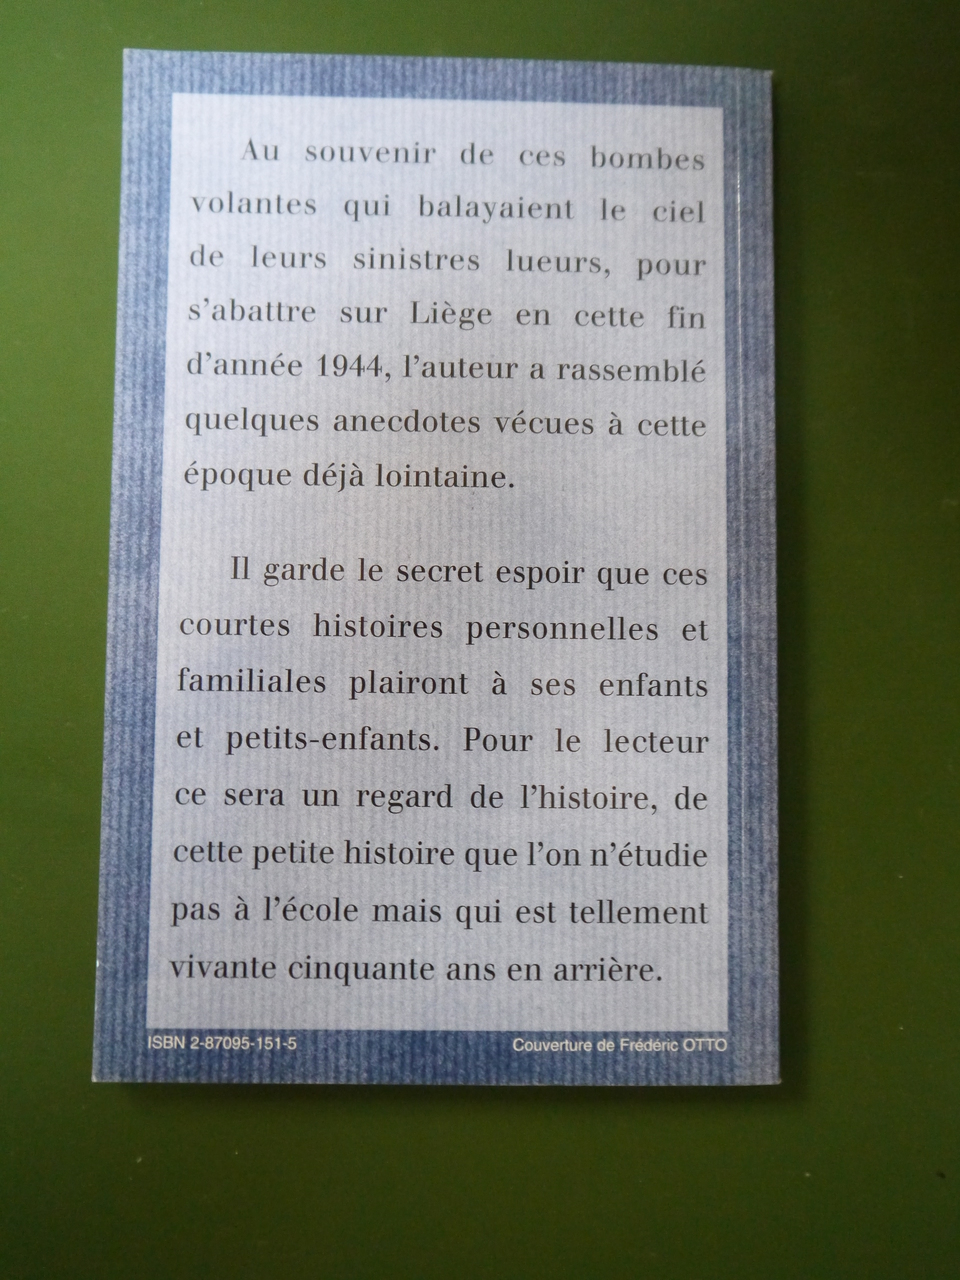 Au souvenir de ces bombes
volantes qui balayaient le ciel
de leurs sinistres lueurs, pour
s'abattre sur Liège en cette fin
d'année 1944, l'auteur a rassemblé
quelques anecdotes vécues à cette
époque déjà lointaine.
Il garde le secret espoir que ces
courtes histoires personnelles et
familiales plairont à ses enfants
et petits-enfants. Pour le lecteur
ce sera un regard de l'histoire, de
cette petite histoire que l'on n'étudie
pas à l'école mais qui est tellement
vivante cinquante ans en arrière.
ISBN 2-87095-151-5
Couverture de Frédéric OTTO